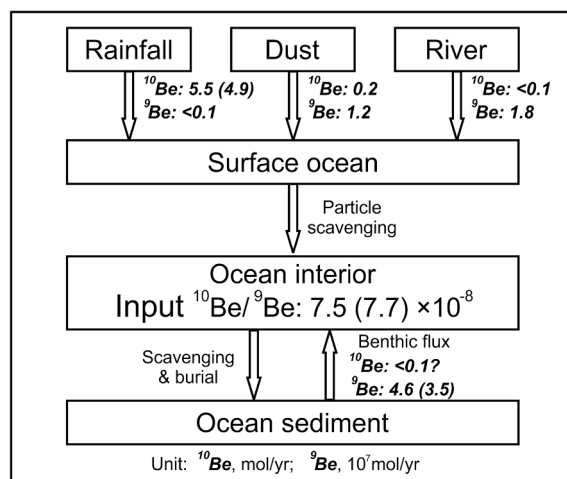 Rainfall Dust River
¹⁰Be: 5.5 (4.9) ¹⁰Be: 0.2 ¹⁰Be: <0.1
⁹Be: <0.1 ⁹Be: 1.2 ⁹Be: 1.8
Surface ocean
Particle
scavenging
Ocean interior
Input ¹⁰Be/ ⁹Be: 7.5 (7.7) ×10⁻⁸
Scavenging
& burial
Benthic flux
¹⁰Be: <0.1?
⁹Be: 4.6 (3.5)
Ocean sediment
Unit: ¹⁰Be, mol/yr; ⁹Be, 10⁷mol/yr